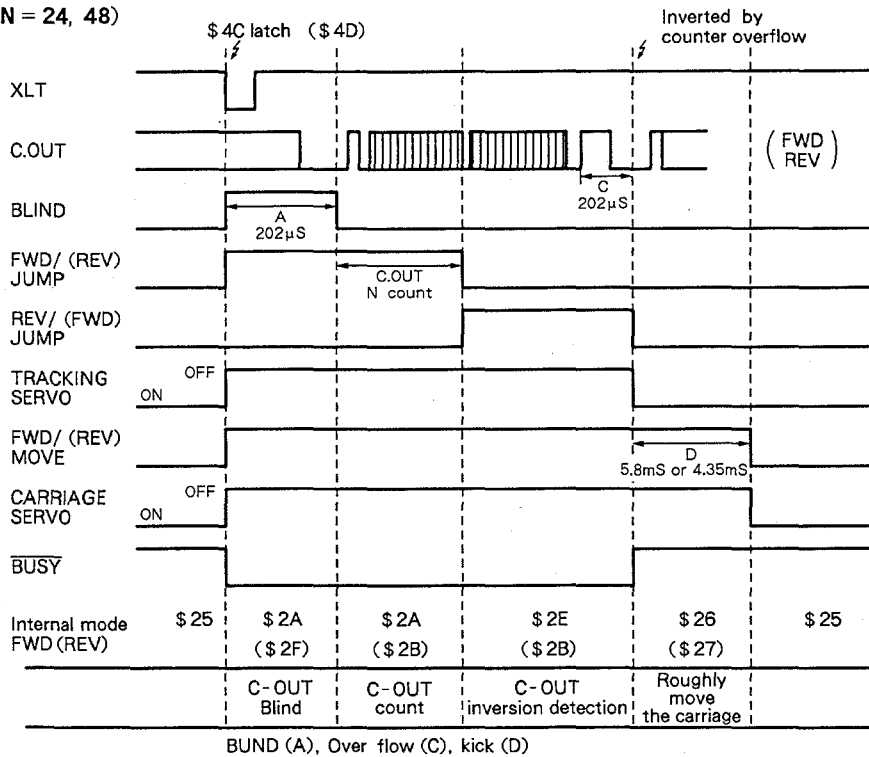 N = 24, 48)
$4C latch ($4D)
Inverted by
counter overflow
XLT
C.OUT
(FWD
REV)
C
202μS
BLIND
A
202μS
FWD/ (REV)
JUMP
C.OUT
N count
REV/ (FWD)
JUMP
TRACKING
SERVO
OFF
ON
FWD/ (REV)
MOVE
D
5.8mS or 4.35mS
CARRIAGE
SERVO
OFF
ON
BUSY
Internal mode
FWD (REV)
$25 $2A $2A $2E $26 $25
($2F) ($2B) ($2B) ($27)
C-OUT
Blind
C-OUT
count
C-OUT
inversion detection
Roughly
move
the carriage
BUND (A), Over flow (C), kick (D)